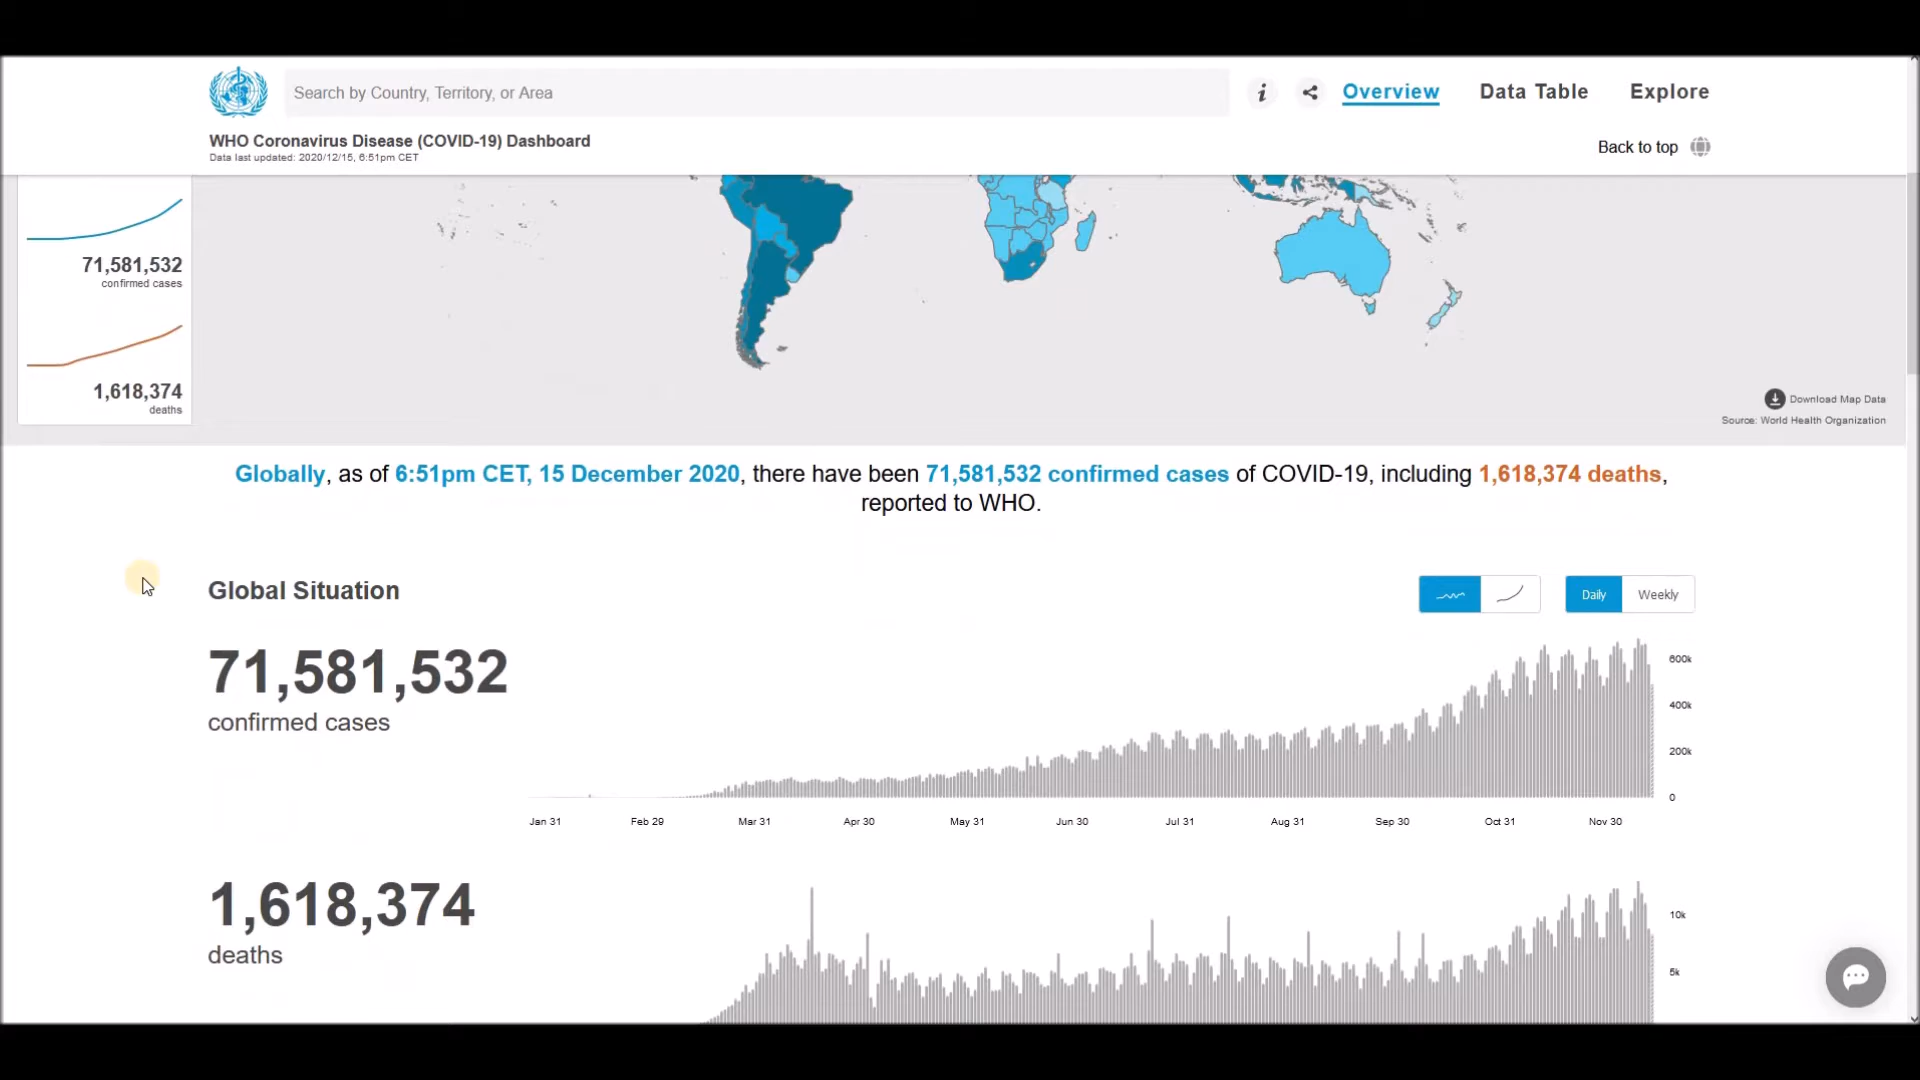 Search by Country, Territory, or Area
i
Overview
Data Table
Explore
WHO Coronavirus Disease (COVID-19) Dashboard
Data last updated: 2020/12/15, 6:51pm CET
Back to top
71,581,532
confirmed cases
1,618,374
deaths
Download Map Data
Source: World Health Organization
Globally, as of 6:51pm CET, 15 December 2020, there have been 71,581,532 confirmed cases of COVID-19, including 1,618,374 deaths,
reported to WHO.
Global Situation
Daily
Weekly
71,581,532
confirmed cases
600k
400k
200k
0
Jan 31
Feb 29
Mar 31
Apr 30
May 31
Jun 30
Jul 31
Aug 31
Sep 30
Oct 31
Nov 30
1,618,374
deaths
10k
5k